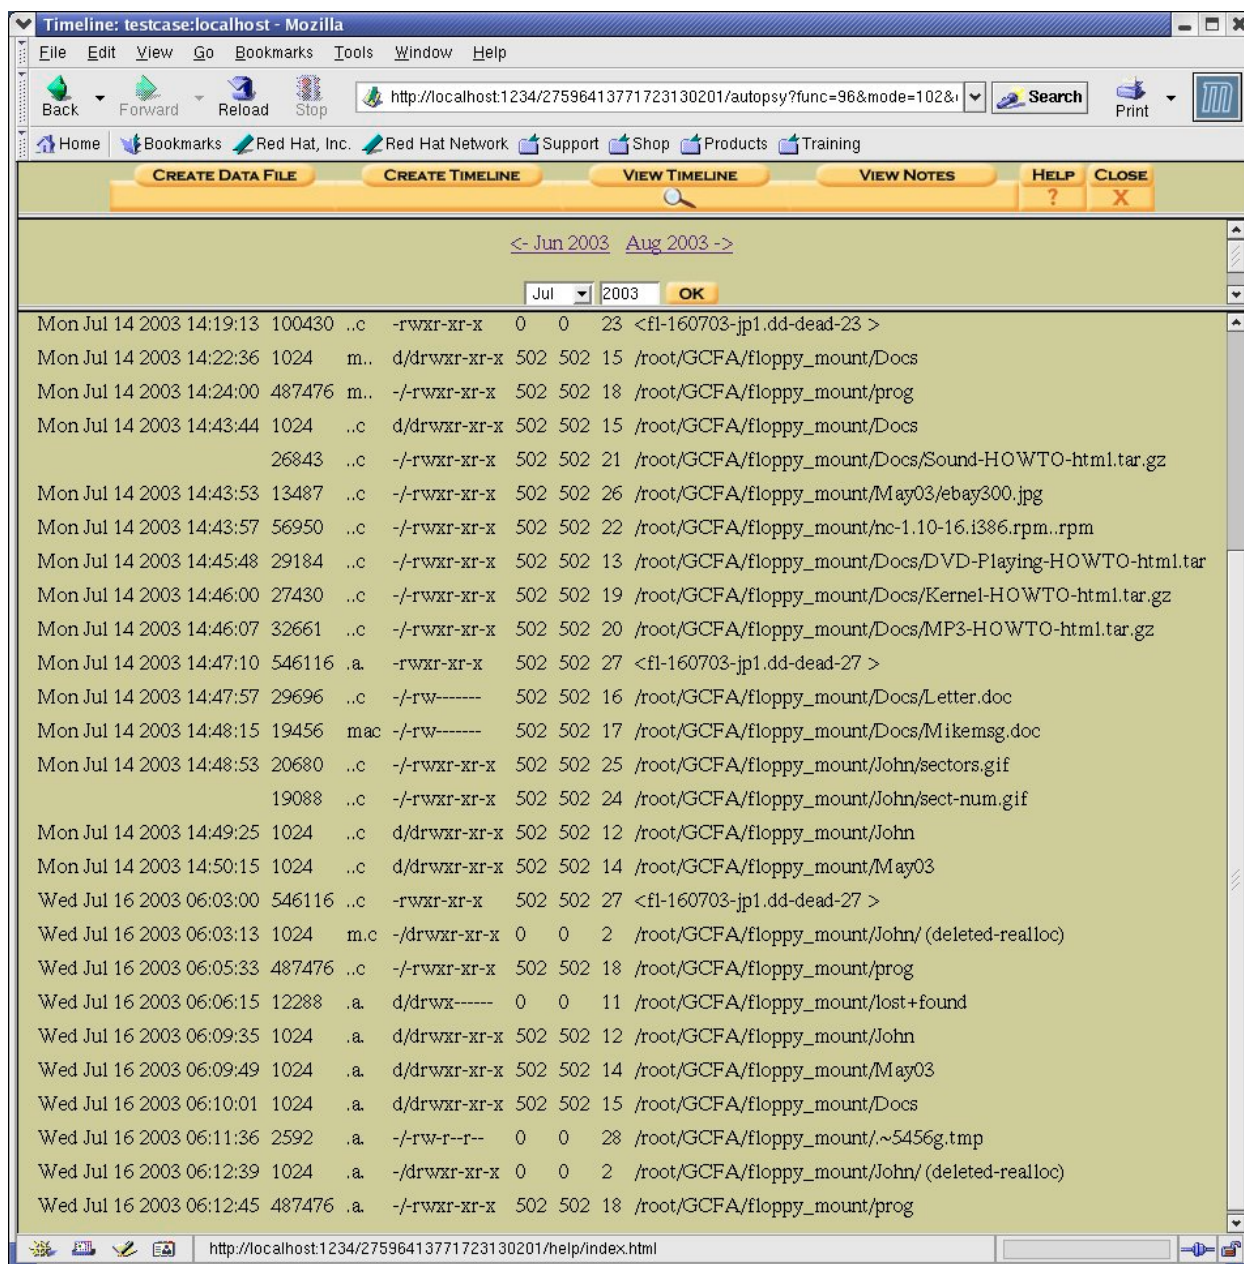 Timeline: testcase:localhost - Mozilla
File Edit View Go Bookmarks Tools Window Help
Back Forward Reload Stop http://localhost:1234/27596413771723130201/autopsy?func=96&mode=102& Search Print
Home Bookmarks Red Hat, Inc. Red Hat Network Support Shop Products Training
CREATE DATA FILE CREATE TIMELINE VIEW TIMELINE VIEW NOTES HELP CLOSE
? X
<- Jun 2003 Aug 2003 ->
Jul 2003 OK
Mon Jul 14 2003 14:19:13 100430 ..c -rwxr-xr-x 0 0 23 <fl-160703-jp1.dd-dead-23 >
Mon Jul 14 2003 14:22:36 1024 m.. d/drwxr-xr-x 502 502 15 /root/GCFA/floppy_mount/Docs
Mon Jul 14 2003 14:24:00 487476 m.. -/-rwxr-xr-x 502 502 18 /root/GCFA/floppy_mount/prog
Mon Jul 14 2003 14:43:44 1024 ..c d/drwxr-xr-x 502 502 15 /root/GCFA/floppy_mount/Docs
26843 ..c -/-rwxr-xr-x 502 502 21 /root/GCFA/floppy_mount/Docs/Sound-HOWTO-html.tar.gz
Mon Jul 14 2003 14:43:53 13487 ..c -/-rwxr-xr-x 502 502 26 /root/GCFA/floppy_mount/May03/ebay300.jpg
Mon Jul 14 2003 14:43:57 56950 ..c -/-rwxr-xr-x 502 502 22 /root/GCFA/floppy_mount/nc-1.10-16.i386.rpm..rpm
Mon Jul 14 2003 14:45:48 29184 ..c -/-rwxr-xr-x 502 502 13 /root/GCFA/floppy_mount/Docs/DVD-Playing-HOWTO-html.tar
Mon Jul 14 2003 14:46:00 27430 ..c -/-rwxr-xr-x 502 502 19 /root/GCFA/floppy_mount/Docs/Kernel-HOWTO-html.tar.gz
Mon Jul 14 2003 14:46:07 32661 ..c -/-rwxr-xr-x 502 502 20 /root/GCFA/floppy_mount/Docs/MP3-HOWTO-html.tar.gz
Mon Jul 14 2003 14:47:10 546116 .a. -rwxr-xr-x 502 502 27 <fl-160703-jp1.dd-dead-27 >
Mon Jul 14 2003 14:47:57 29696 ..c -/-rw------- 502 502 16 /root/GCFA/floppy_mount/Docs/Letter.doc
Mon Jul 14 2003 14:48:15 19456 mac -/-rw------- 502 502 17 /root/GCFA/floppy_mount/Docs/Mikemsg.doc
Mon Jul 14 2003 14:48:53 20680 ..c -/-rwxr-xr-x 502 502 25 /root/GCFA/floppy_mount/John/sectors.gif
19088 ..c -/-rwxr-xr-x 502 502 24 /root/GCFA/floppy_mount/John/sect-num.gif
Mon Jul 14 2003 14:49:25 1024 ..c d/drwxr-xr-x 502 502 12 /root/GCFA/floppy_mount/John
Mon Jul 14 2003 14:50:15 1024 ..c d/drwxr-xr-x 502 502 14 /root/GCFA/floppy_mount/May03
Wed Jul 16 2003 06:03:00 546116 ..c -rwxr-xr-x 502 502 27 <fl-160703-jp1.dd-dead-27 >
Wed Jul 16 2003 06:03:13 1024 m.c -/drwxr-xr-x 0 0 2 /root/GCFA/floppy_mount/John/ (deleted-realloc)
Wed Jul 16 2003 06:05:33 487476 ..c -/-rwxr-xr-x 502 502 18 /root/GCFA/floppy_mount/prog
Wed Jul 16 2003 06:06:15 12288 .a. d/drwx------ 0 0 11 /root/GCFA/floppy_mount/lost+found
Wed Jul 16 2003 06:09:35 1024 .a. d/drwxr-xr-x 502 502 12 /root/GCFA/floppy_mount/John
Wed Jul 16 2003 06:09:49 1024 .a. d/drwxr-xr-x 502 502 14 /root/GCFA/floppy_mount/May03
Wed Jul 16 2003 06:10:01 1024 .a. d/drwxr-xr-x 502 502 15 /root/GCFA/floppy_mount/Docs
Wed Jul 16 2003 06:11:36 2592 .a. -/-rw-r--r-- 0 0 28 /root/GCFA/floppy_mount/.~5456g.tmp
Wed Jul 16 2003 06:12:39 1024 .a. -/drwxr-xr-x 0 0 2 /root/GCFA/floppy_mount/John/ (deleted-realloc)
Wed Jul 16 2003 06:12:45 487476 .a. -/-rwxr-xr-x 502 502 18 /root/GCFA/floppy_mount/prog
http://localhost:1234/27596413771723130201/help/index.html